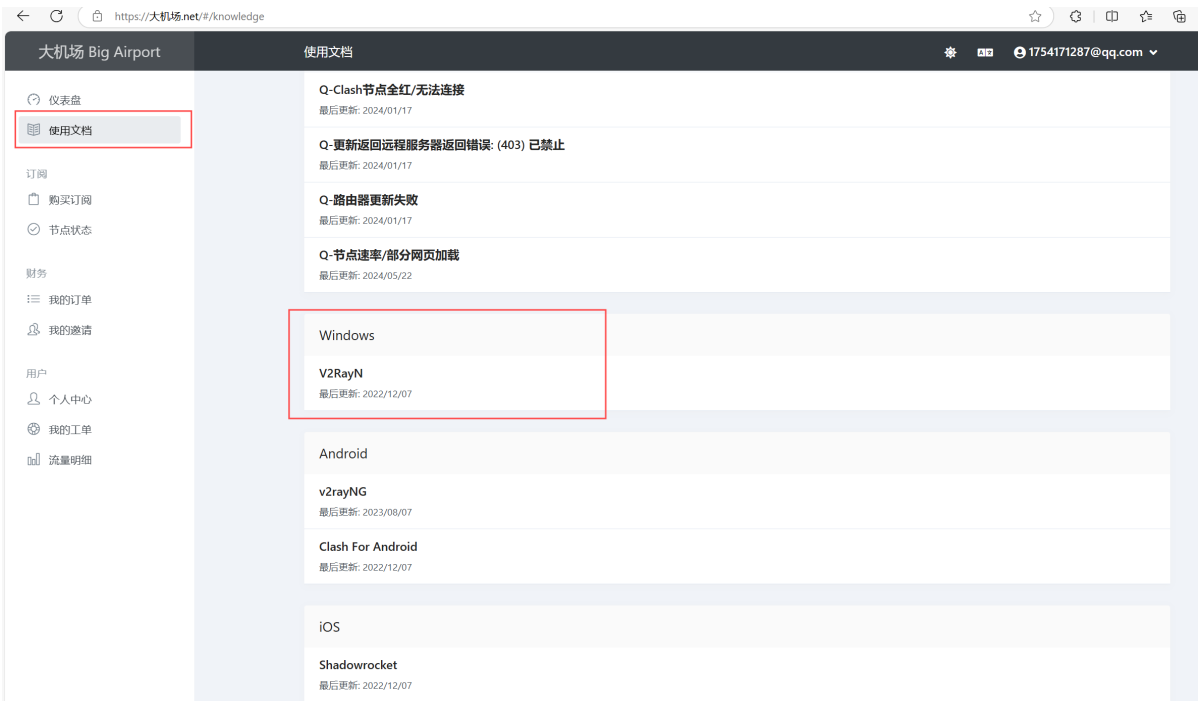 https://大机场.net/#/knowledge
大机场 Big Airport
使用文档
1754171287@qq.com
仪表盘
使用文档
订阅
购买订阅
节点状态
财务
我的订单
我的邀请
用户
个人中心
我的工单
流量明细
Q-Clash节点全红/无法连接
最后更新: 2024/01/17
Q-更新返回远程服务器返回错误: (403) 已禁止
最后更新: 2024/01/17
Q-路由器更新失败
最后更新: 2024/01/17
Q-节点速率/部分网页加载
最后更新: 2024/05/22
Windows
V2RayN
最后更新: 2022/12/07
Android
v2rayNG
最后更新: 2023/08/07
Clash For Android
最后更新: 2022/12/07
iOS
Shadowrocket
最后更新: 2022/12/07